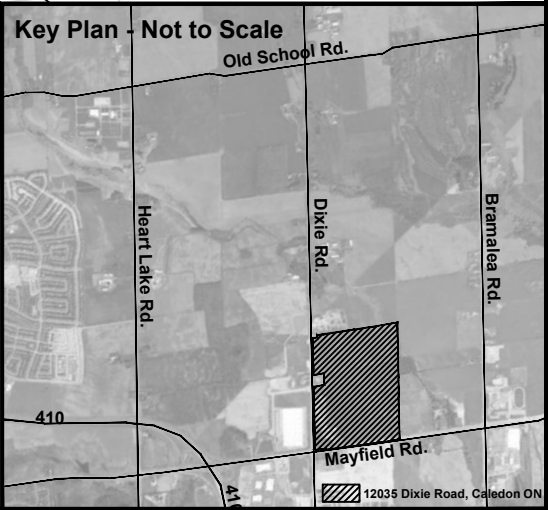 Key Plan - Not to Scale
Old School Rd.
Heart Lake Rd.
Dixie Rd.
Bramalea Rd.
410
Mayfield Rd.
410
12035 Dixie Road, Caledon ON